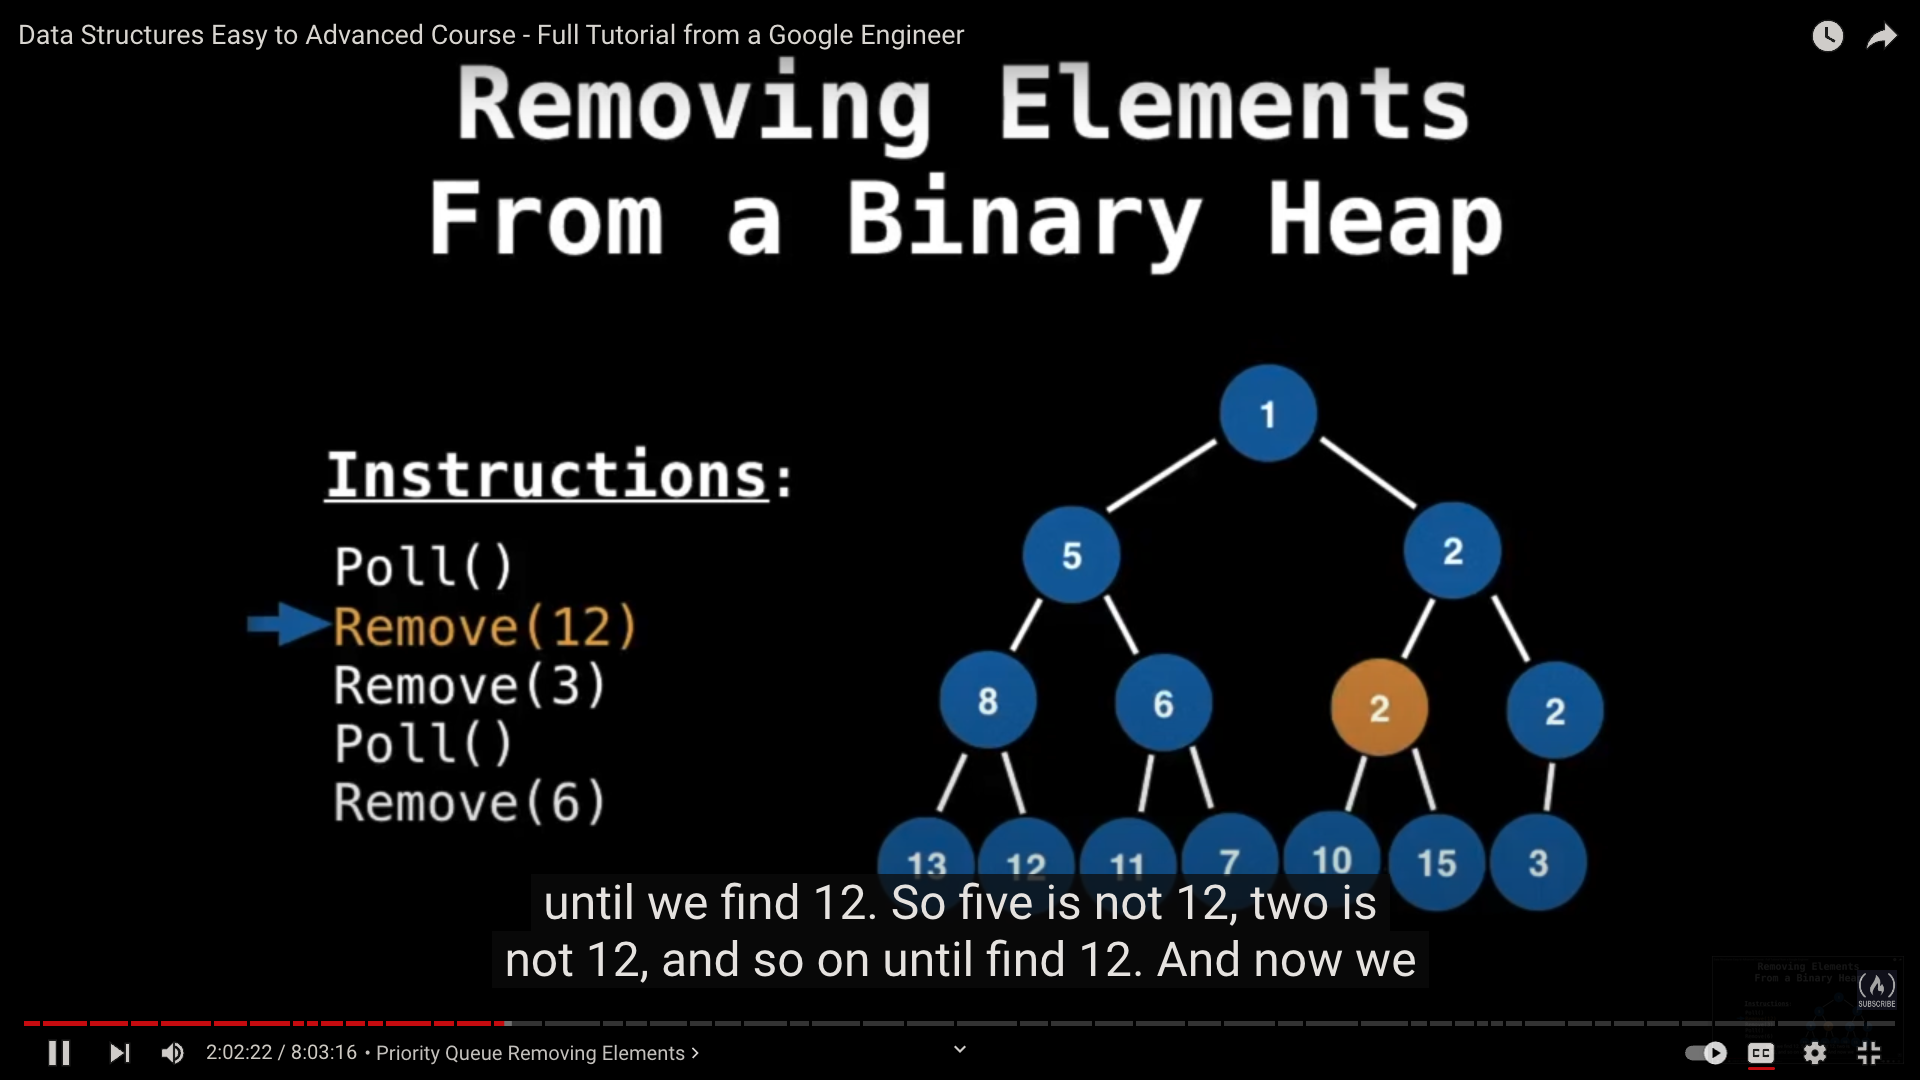 Data Structures Easy to Advanced Course - Full Tutorial from a Google Engineer
Removing Elements
From a Binary Heap
Instructions:
Poll()
Remove(12)
Remove(3)
Poll()
Remove(6)
1
5
2
8
6
2
2
13
12
11
7
10
15
3
until we find 12. So five is not 12, two is
not 12, and so on until find 12. And now we
SUBSCRIBE
2:02:22 / 8:03:16 • Priority Queue Removing Elements >
CC